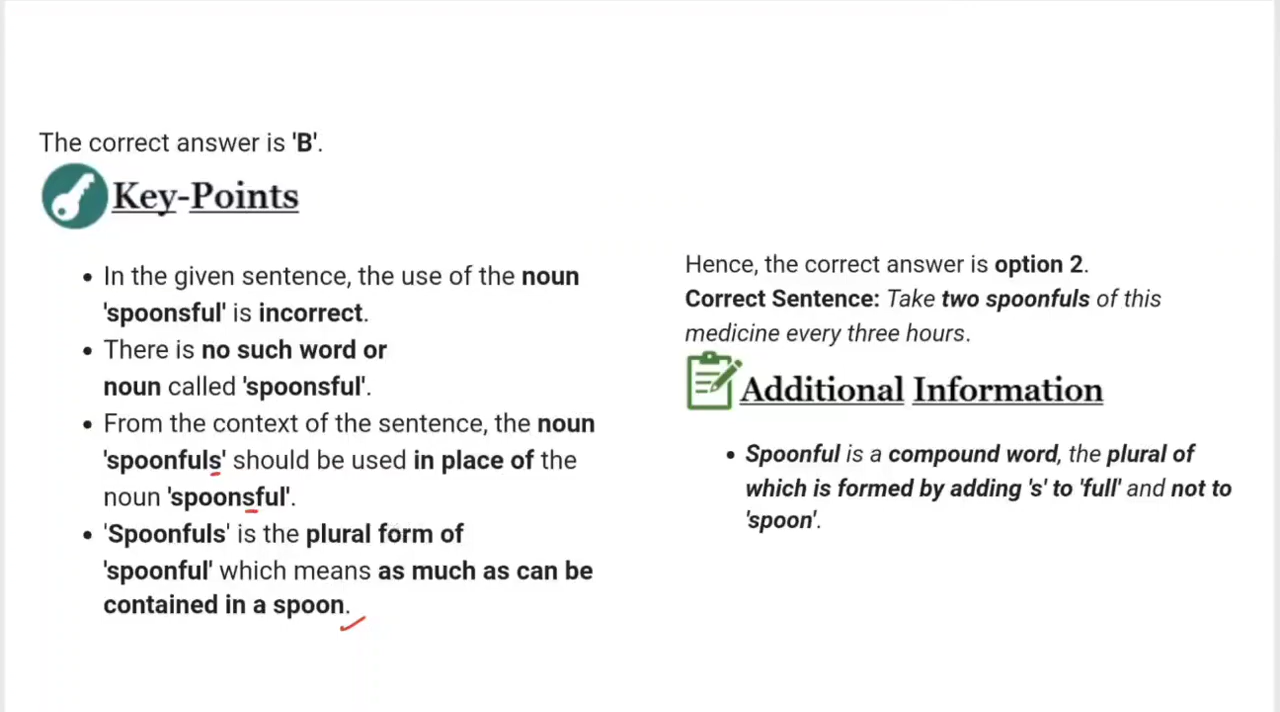 The correct answer is 'B'.
Key-Points
In the given sentence, the use of the noun
'spoonsful' is incorrect.
There is no such word or
noun called 'spoonsful'.
From the context of the sentence, the noun
'spoonfuls' should be used in place of the
noun 'spoonsful'.
'Spoonfuls' is the plural form of
'spoonful' which means as much as can be
contained in a spoon.
Hence, the correct answer is option 2.
Correct Sentence: Take two spoonfuls of this
medicine every three hours.
Additional Information
Spoonful is a compound word, the plural of
which is formed by adding 's' to 'full' and not to
'spoon'.